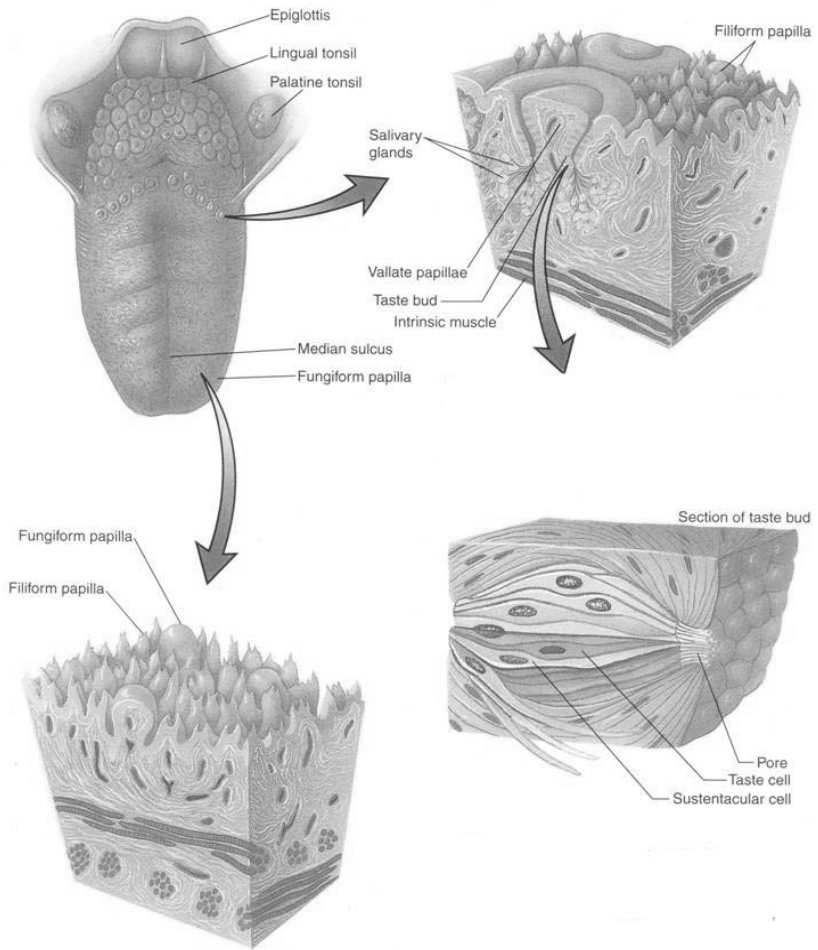 Epiglottis
Lingual tonsil
Palatine tonsil
Median sulcus
Fungiform papilla
Filiform papilla
Salivary
glands
Vallate papillae
Taste bud
Intrinsic muscle
Fungiform papilla
Filiform papilla
Section of taste bud
Pore
Taste cell
Sustentacular cell